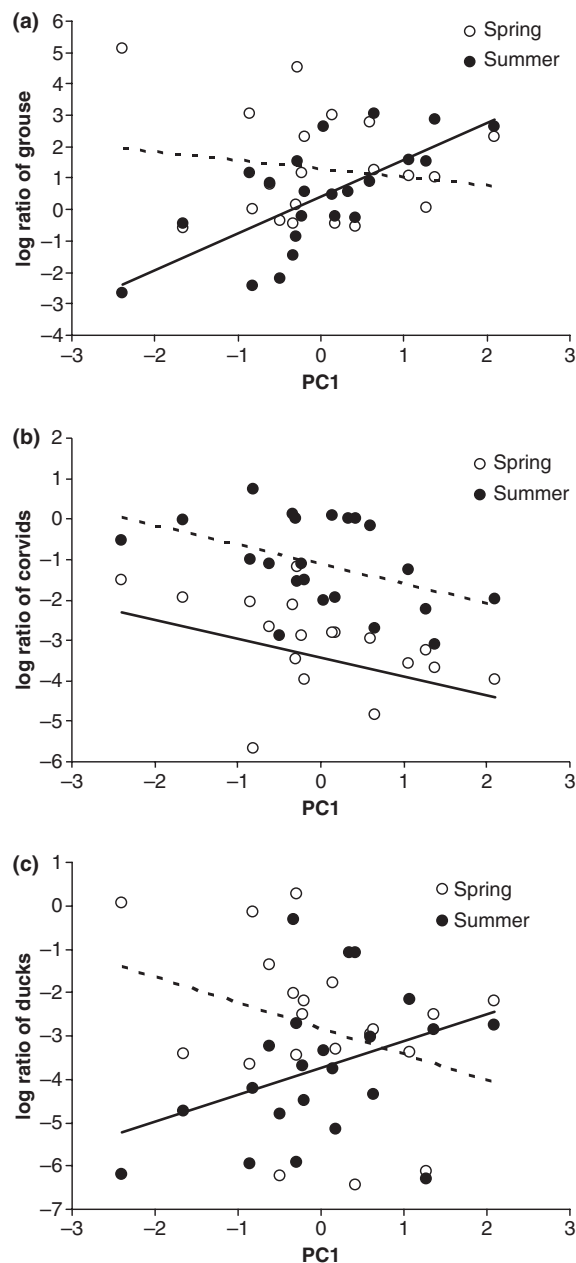 (a)
6
5
4
3
2
1
0
–1
–2
–3
–4
log ratio of grouse
Spring
Summer
–3 –2 –1 0 1 2 3
PC1
(b)
2
1
0
–1
–2
–3
–4
–5
–6
log ratio of corvids
Spring
Summer
–3 –2 –1 0 1 2 3
PC1
(c)
1
0
–1
–2
–3
–4
–5
–6
–7
log ratio of ducks
Spring
Summer
–3 –2 –1 0 1 2 3
PC1